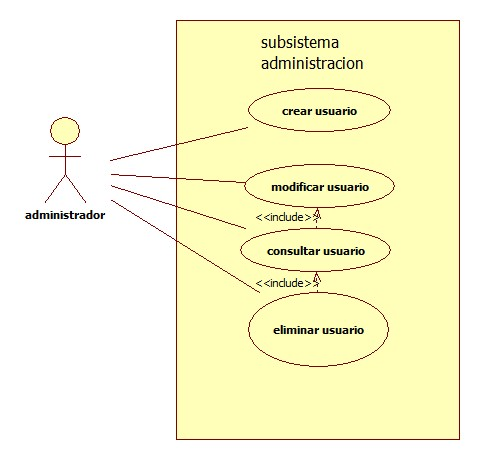 subsistema
administracion
crear usuario
modificar usuario
<<include>>
consultar usuario
<<include>>
eliminar usuario
administrador